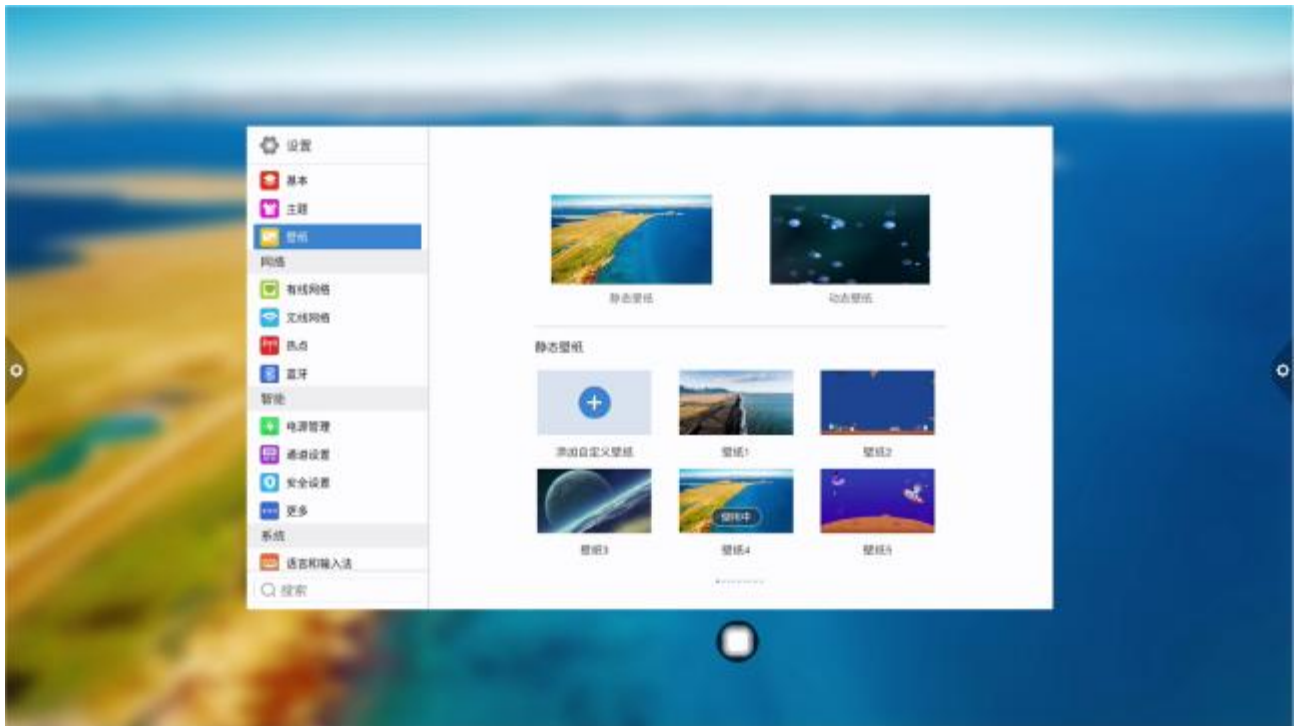 设置
基本
主题
壁纸
网络
有线网络
无线网络
热点
蓝牙
智能
电源管理
通道设置
安全设置
更多
系统
语言和输入法
搜索
静态壁纸
动态壁纸
静态壁纸
添加自定义壁纸
壁纸1
壁纸2
使用中
壁纸3
壁纸4
壁纸5